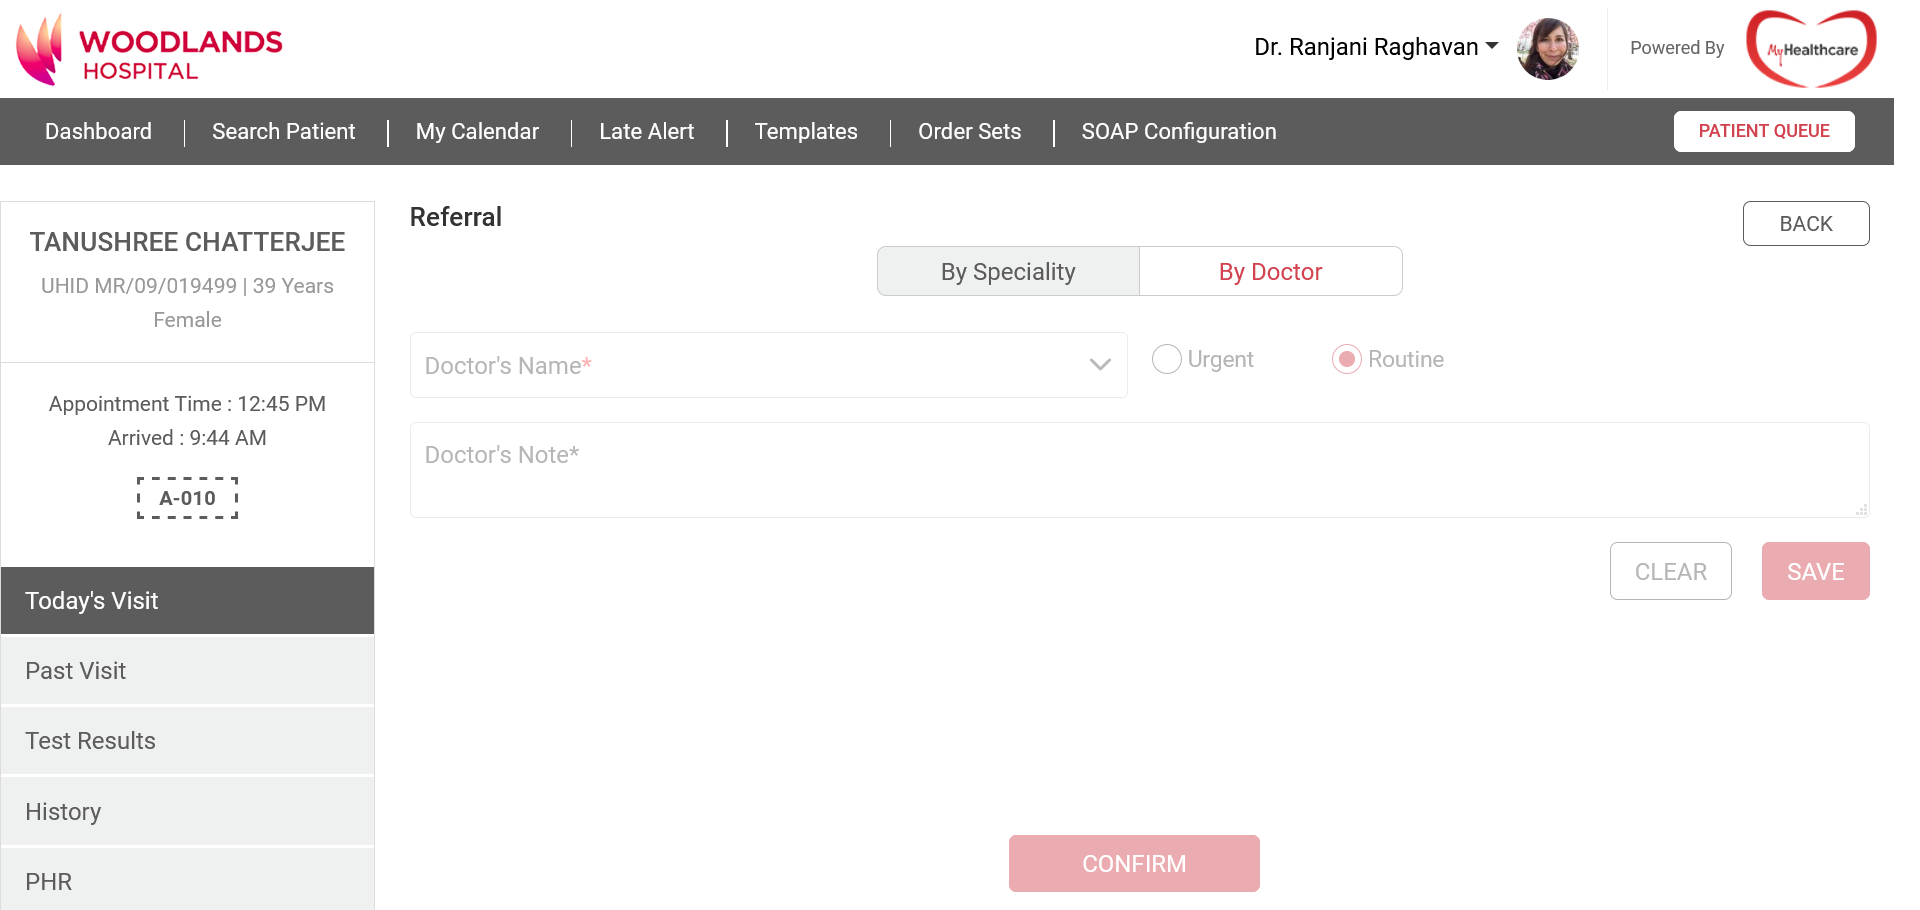 WOODLANDS
HOSPITAL
Dr. Ranjani Raghavan
Powered By
MyHealthcare
Dashboard
Search Patient
My Calendar
Late Alert
Templates
Order Sets
SOAP Configuration
PATIENT QUEUE
TANUSHREE CHATTERJEE
UHID MR/09/019499 | 39 Years
Female
Appointment Time : 12:45 PM
Arrived : 9:44 AM
A-010
Today's Visit
Past Visit
Test Results
History
PHR
Referral
BACK
By Speciality
By Doctor
Doctor's Name*
Urgent
Routine
Doctor's Note*
CLEAR
SAVE
CONFIRM